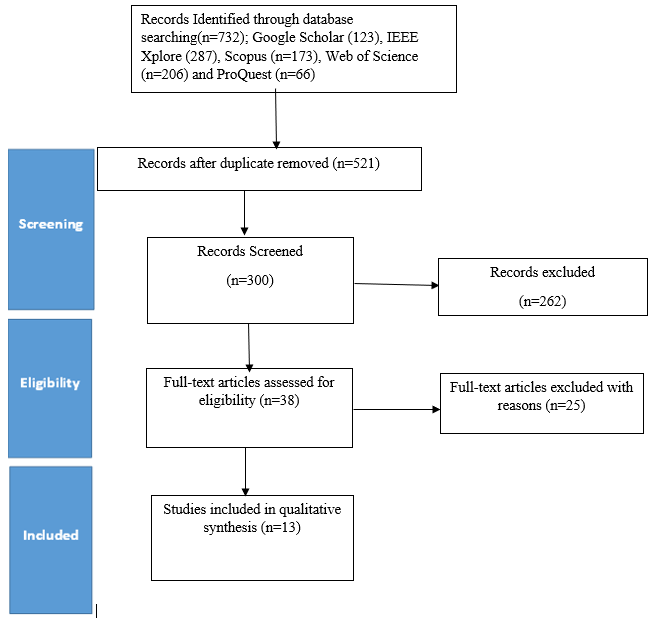 Records Identified through database
searching(n=732); Google Scholar (123), IEEE
Xplore (287), Scopus (n=173), Web of Science
(n=206) and ProQuest (n=66)
Records after duplicate removed (n=521)
Screening
Records Screened
(n=300)
Records excluded
(n=262)
Eligibility
Full-text articles assessed for
eligibility (n=38)
Full-text articles excluded with
reasons (n=25)
Included
Studies included in qualitative
synthesis (n=13)